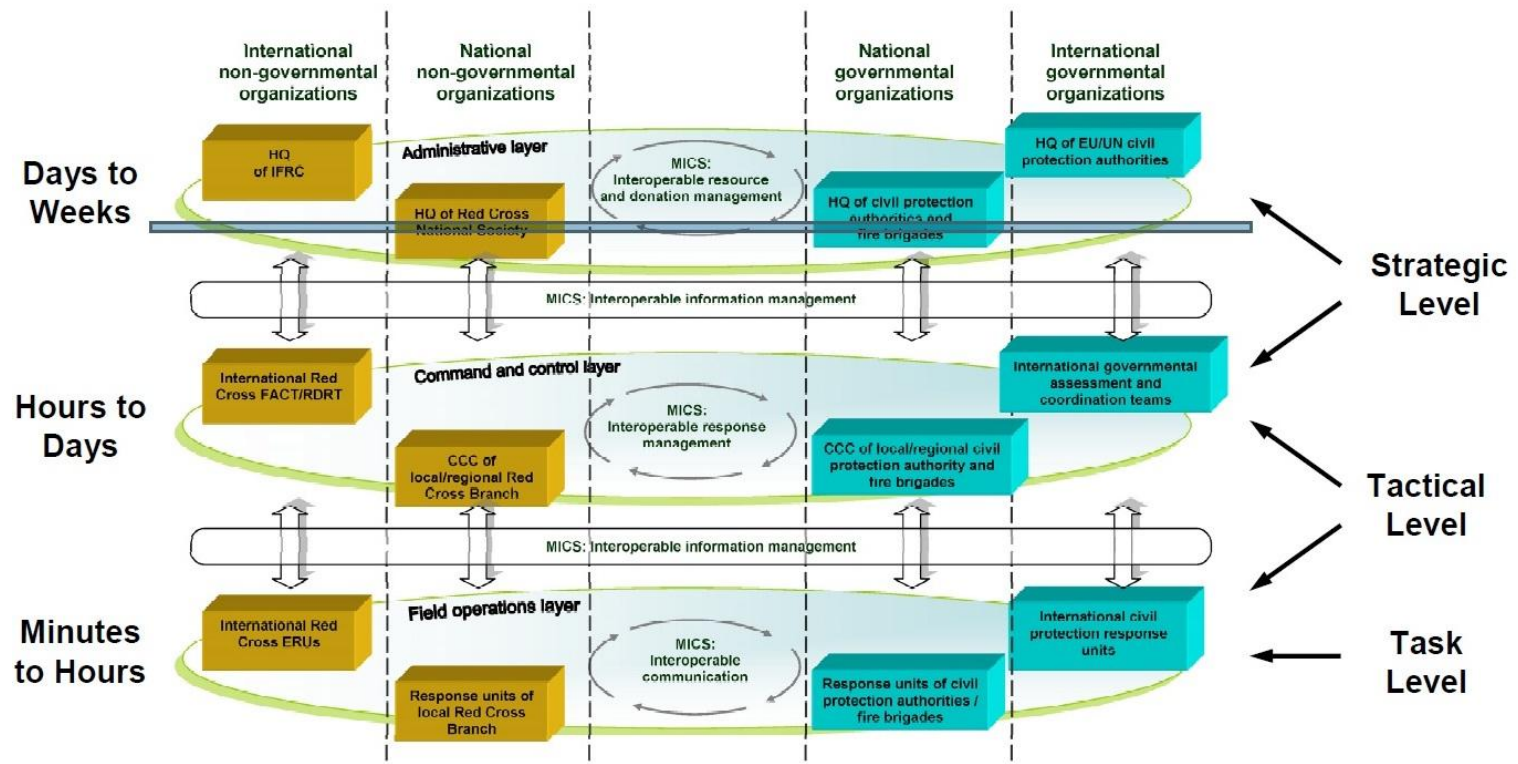 International
non-governmental
organizations
National
non-governmental
organizations
National
governmental
organizations
International
governmental
organizations
Days to
Weeks
HQ
of IFRC
Administrative layer
HQ of Red Cross
National Society
MICS:
Interoperable resource
and donation management
HQ of civil protection
authorities and
fire brigades
HQ of EU/UN civil
protection authorities
Strategic
Level
MICS: Interoperable information management
Hours to
Days
International Red
Cross FACT/RDRT
Command and control layer
CCC of
local/regional Red
Cross Branch
MICS:
Interoperable response
management
CCC of local/regional civil
protection authority and
fire brigades
International governmental
assessment and
coordination teams
Tactical
Level
MICS: Interoperable information management
Minutes
to Hours
International Red
Cross ERUs
Field operations layer
Response units of
local Red Cross
Branch
MICS:
Interoperable
communication
Response units of civil
protection authorities /
fire brigades
International civil
protection response
units
Task
Level